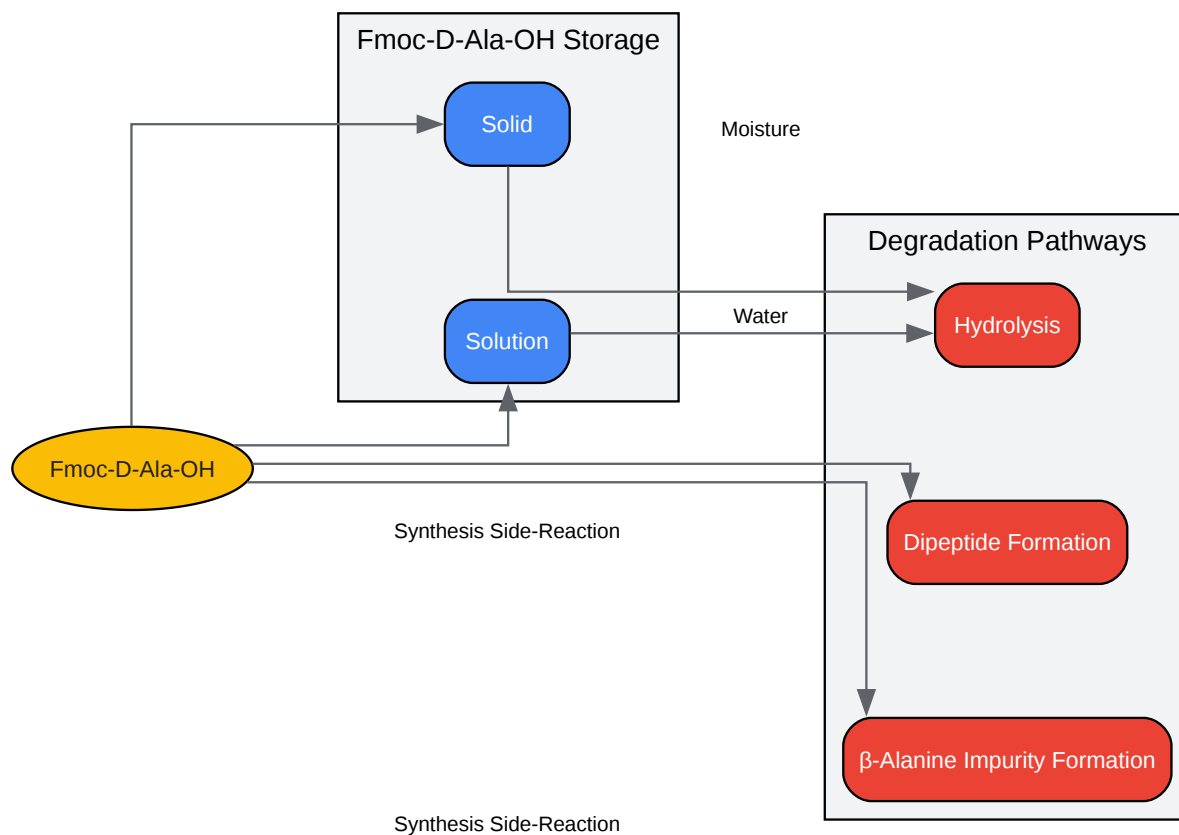 Fmoc-D-Ala-OH Storage
Solid
Moisture
Degradation Pathways
Water
Hydrolysis
Solution
Fmoc-D-Ala-OH
Synthesis Side-Reaction
Dipeptide Formation
β-Alanine Impurity Formation
Synthesis Side-Reaction